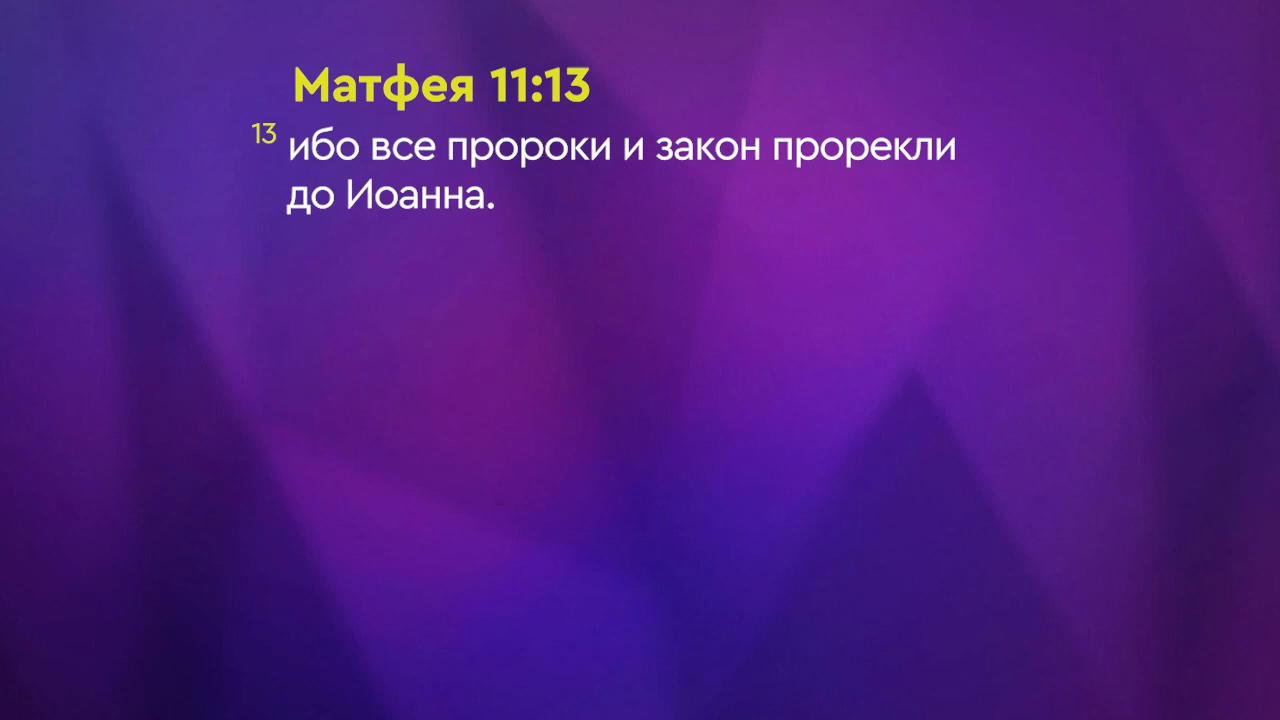 Матфея 11:13
13 ибо все пророки и закон прорекли
до Иоанна.